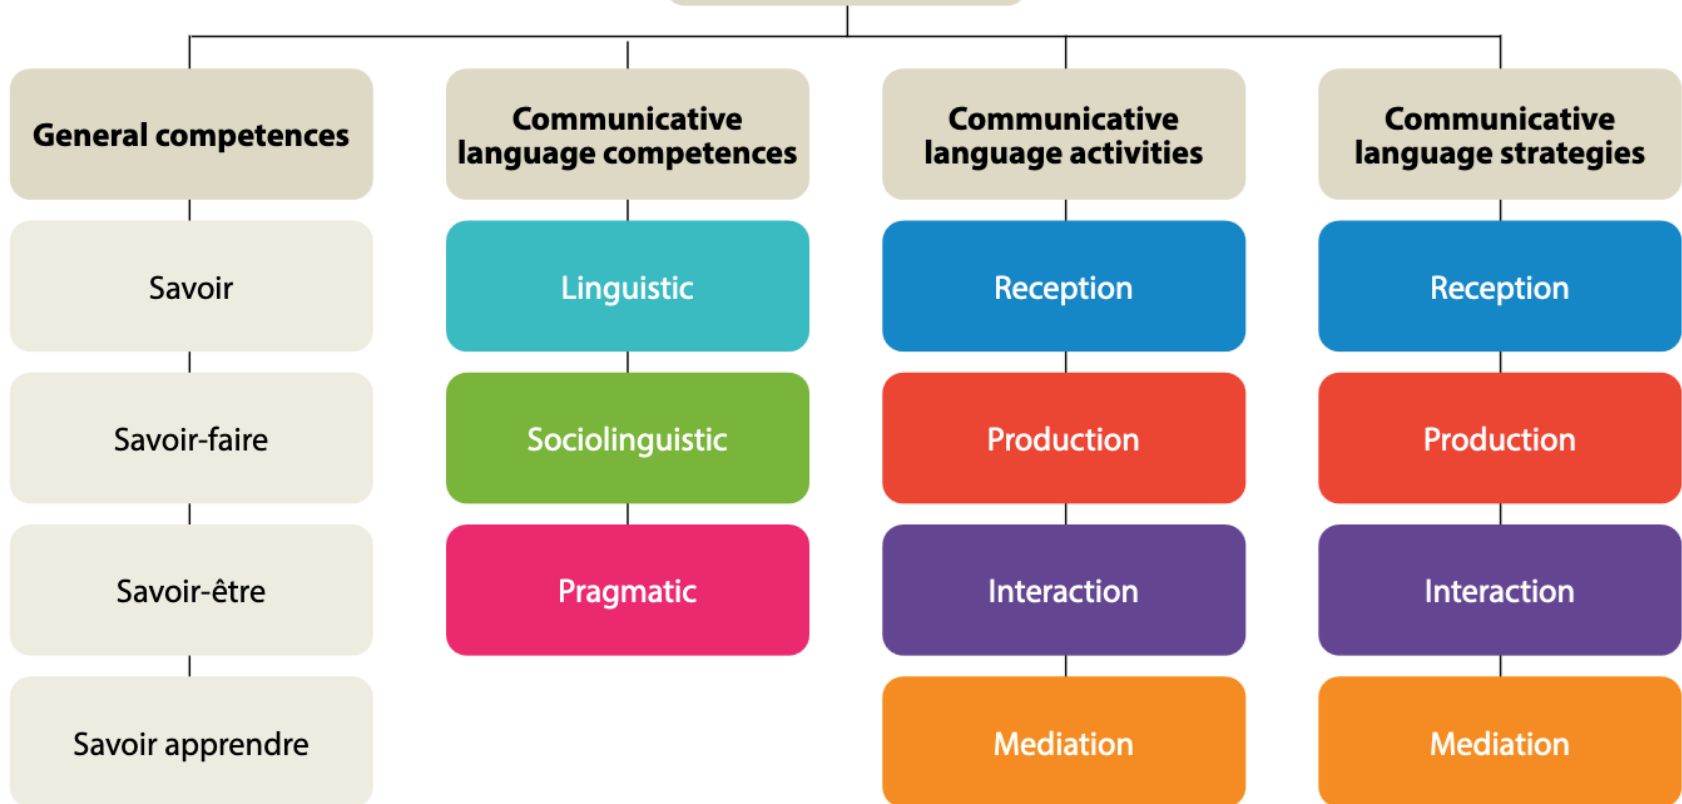 General competences
Communicative
language competences
Communicative
language activities
Communicative
language strategies
Savoir
Linguistic
Reception
Reception
Savoir-faire
Sociolinguistic
Production
Production
Savoir-être
Pragmatic
Interaction
Interaction
Savoir apprendre
Mediation
Mediation